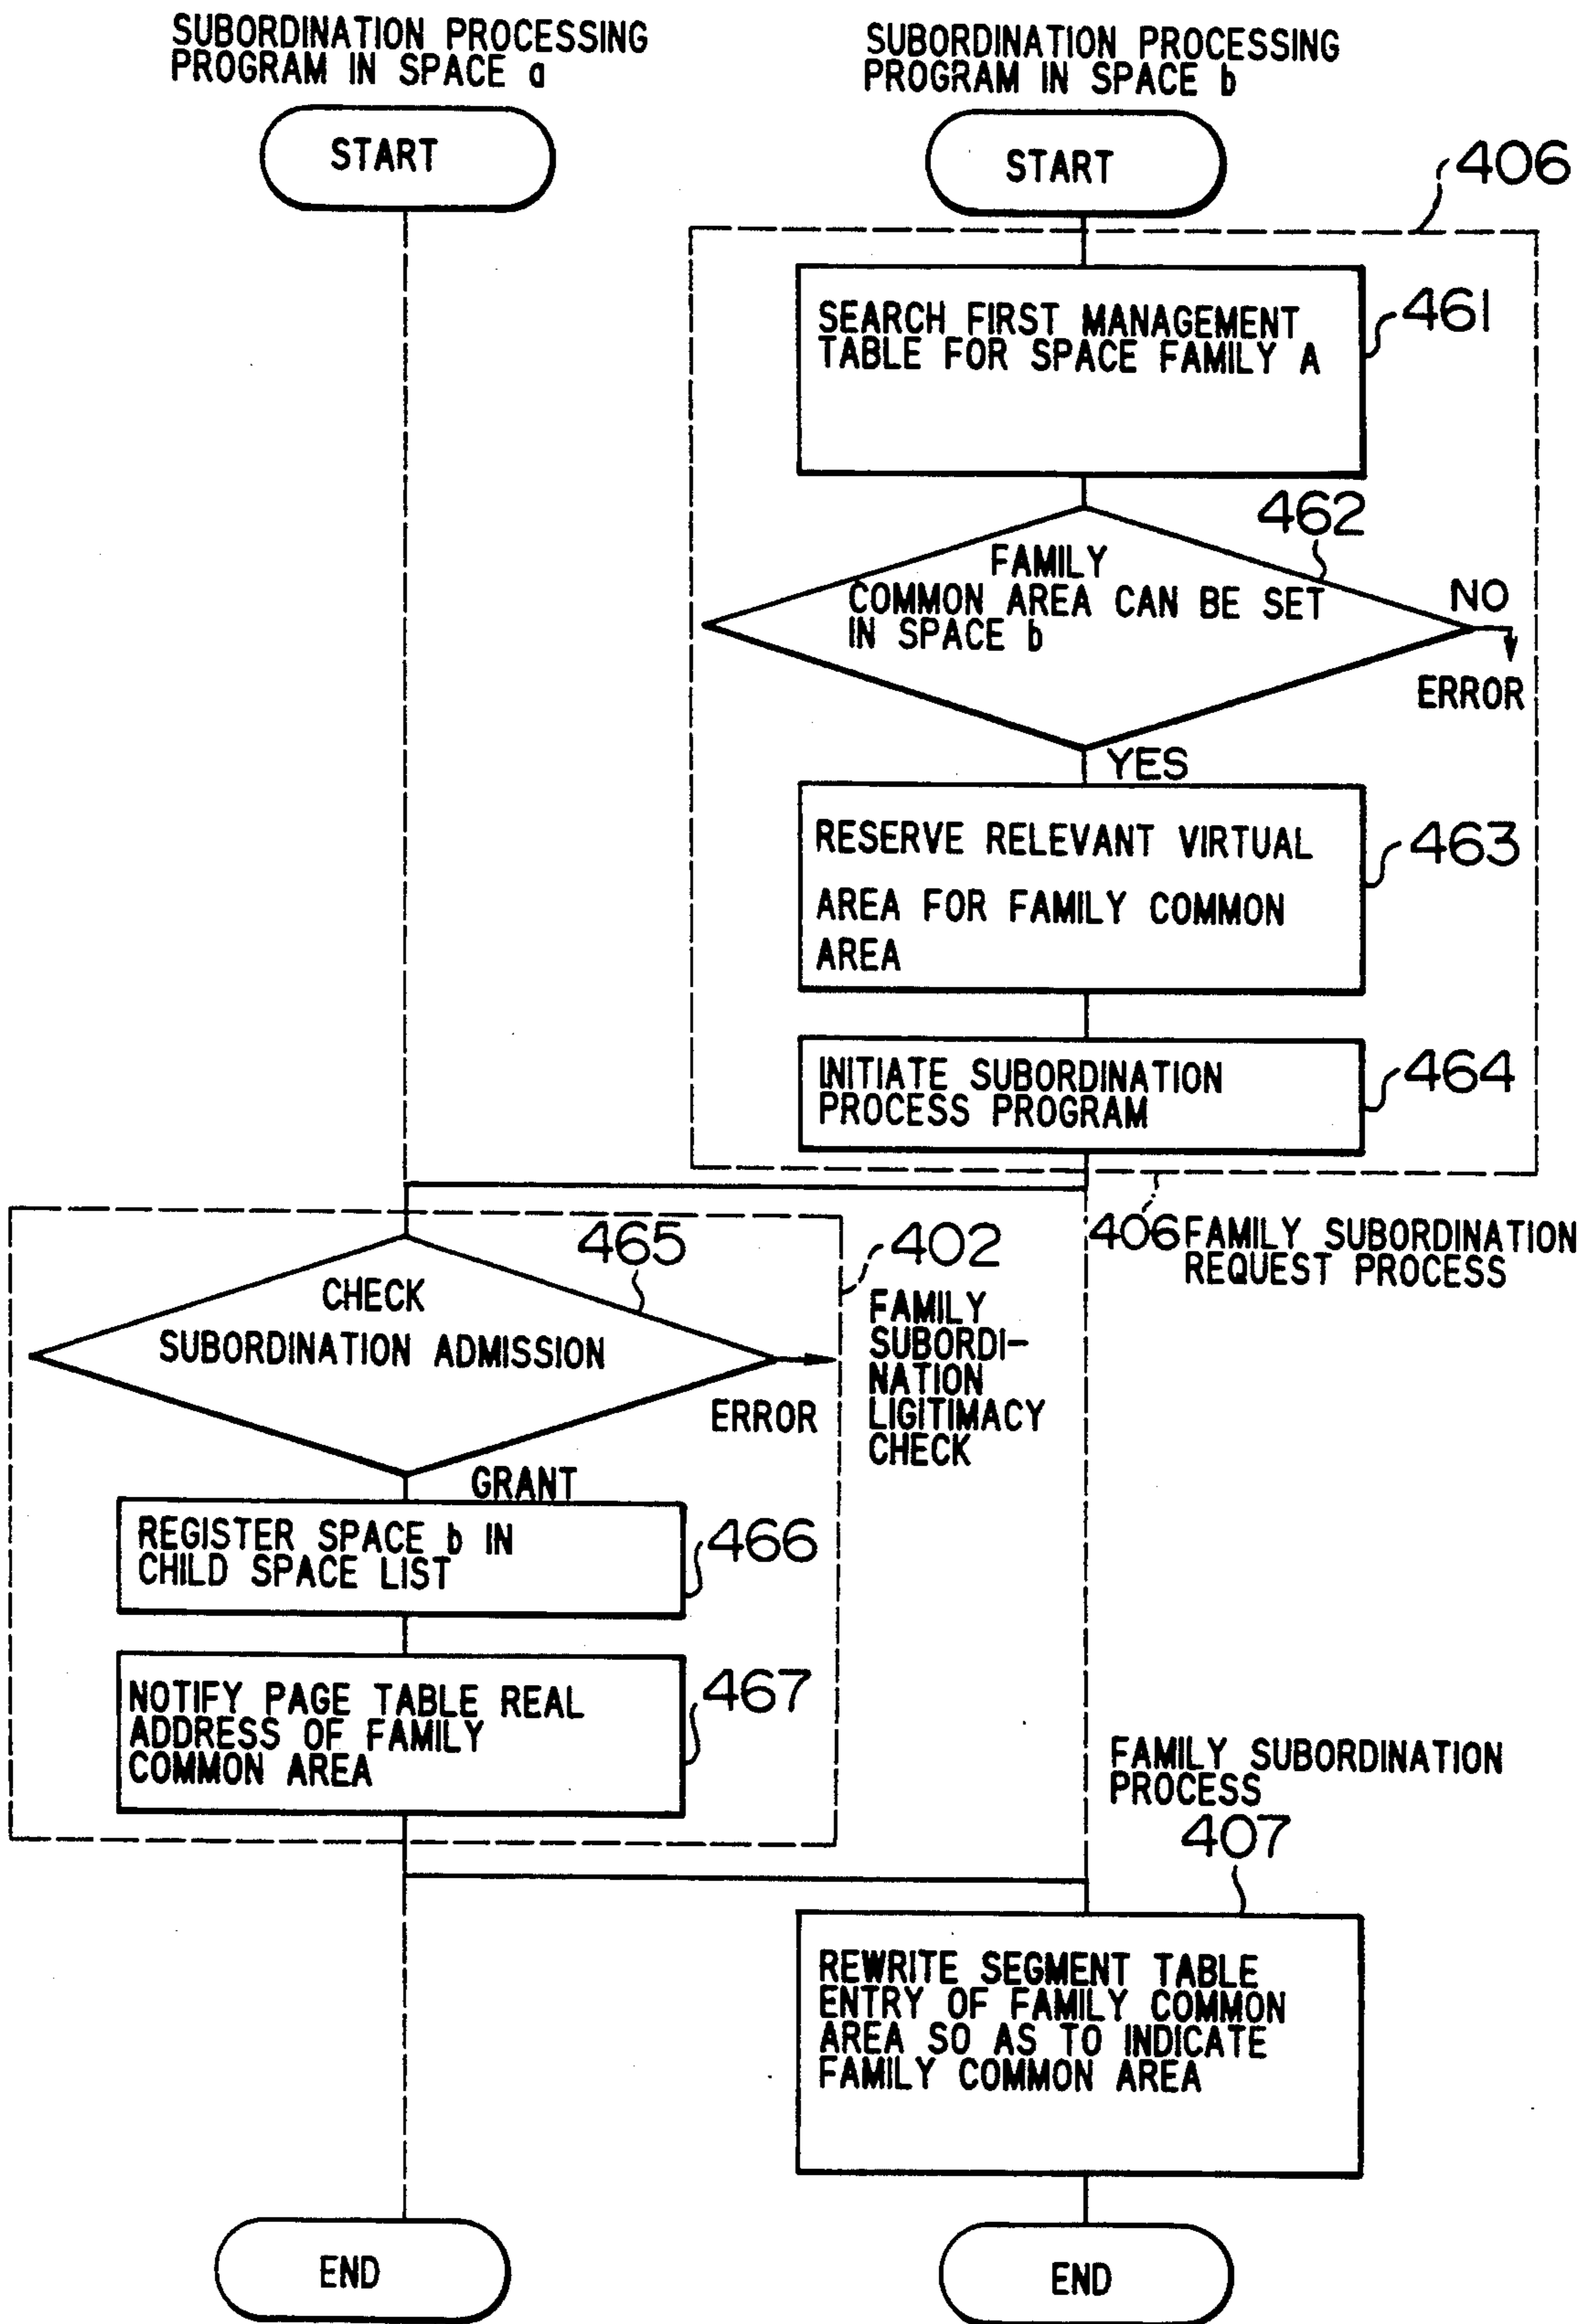 SUBORDINATION PROCESSING
PROGRAM IN SPACE a
SUBORDINATION PROCESSING
PROGRAM IN SPACE b
START
START
406
SEARCH FIRST MANAGEMENT
TABLE FOR SPACE FAMILY A
461
462
FAMILY
COMMON AREA CAN BE SET
IN SPACE b
NO
ERROR
YES
RESERVE RELEVANT VIRTUAL
AREA FOR FAMILY COMMON
AREA
463
INITIATE SUBORDINATION
PROCESS PROGRAM
464
406 FAMILY SUBORDINATION
REQUEST PROCESS
465
402
CHECK
SUBORDINATION ADMISSION
ERROR
FAMILY
SUBORDI-
NATION
LIGITIMACY
CHECK
GRANT
REGISTER SPACE b IN
CHILD SPACE LIST
466
NOTIFY PAGE TABLE REAL
ADDRESS OF FAMILY
COMMON AREA
467
FAMILY SUBORDINATION
PROCESS
407
REWRITE SEGMENT TABLE
ENTRY OF FAMILY COMMON
AREA SO AS TO INDICATE
FAMILY COMMON AREA
END
END